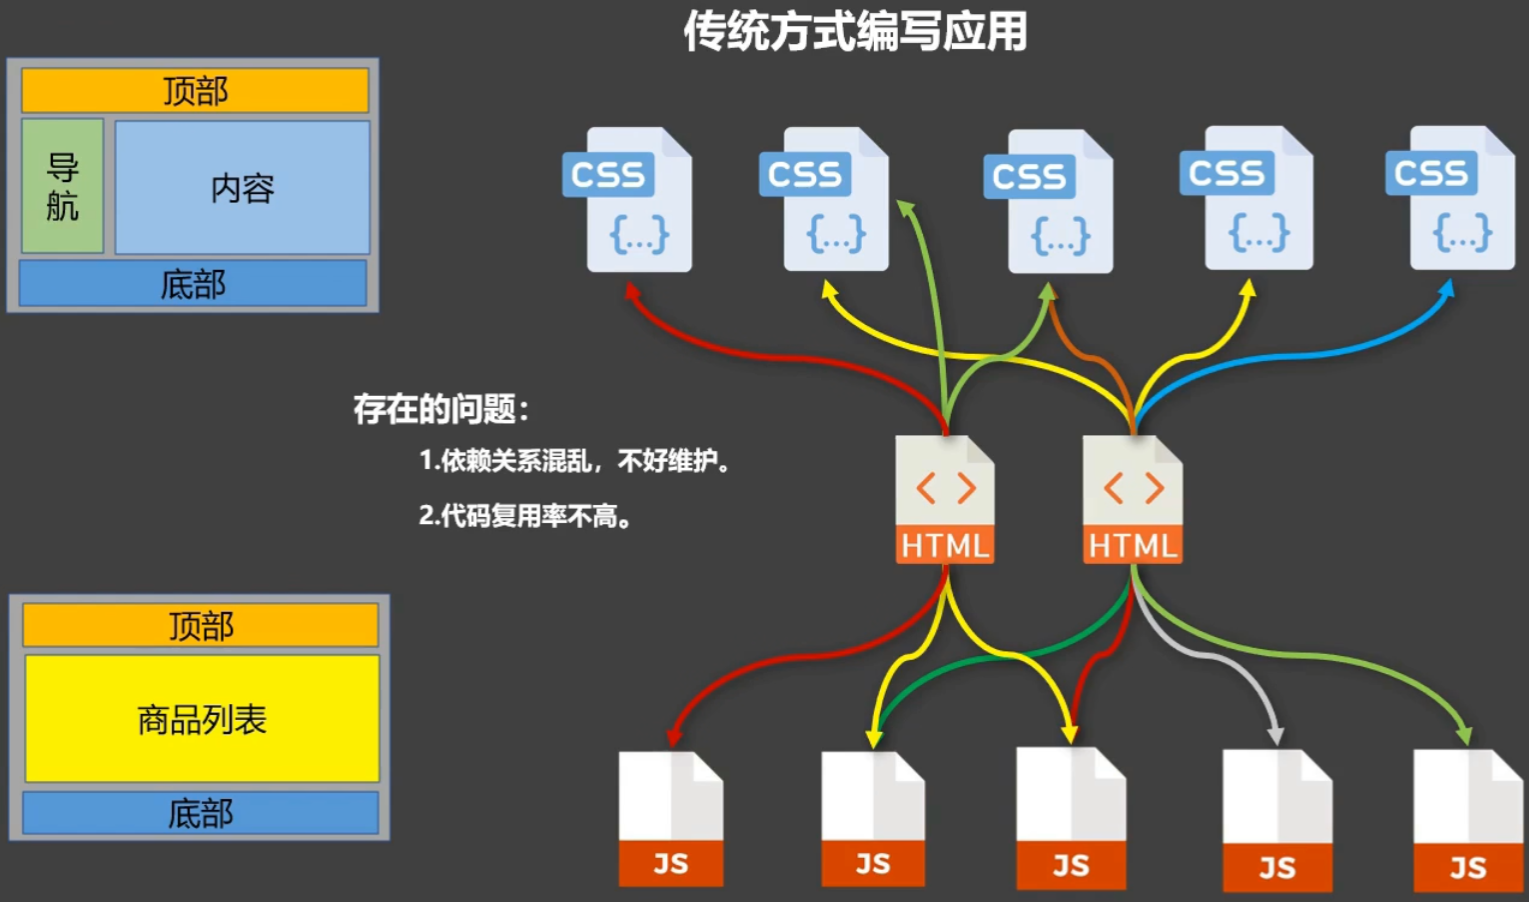 传统方式编写应用
顶部
导
航
内容
底部
CSS
{...}
CSS
{...}
CSS
{...}
CSS
{...}
CSS
{...}
存在的问题：
1.依赖关系混乱，不好维护。
2.代码复用率不高。
< >
HTML
< >
HTML
顶部
商品列表
底部
JS
JS
JS
JS
JS